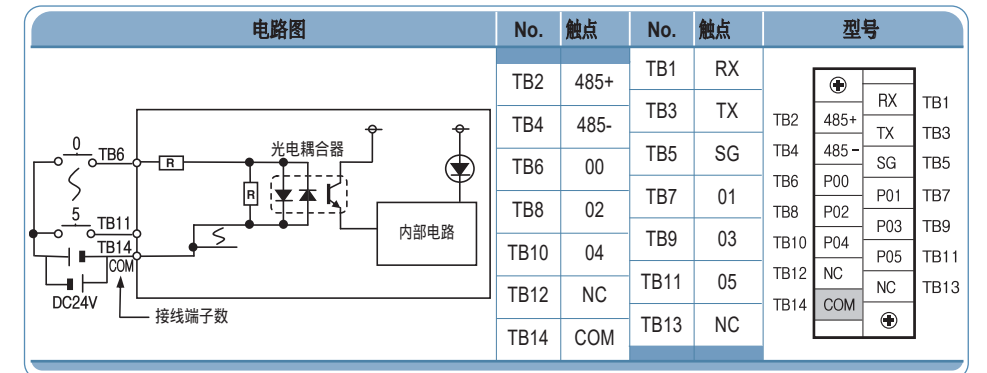 电路图 No. 触点 No. 触点 型号
TB2 485+
TB4 485-
TB6 00
TB8 02
TB10 04
TB12 NC
TB14 COM
TB1 RX
TB3 TX
TB5 SG
TB7 01
TB9 03
TB11 05
TB13 NC
0
TB6
R
光电耦合器
R
5
TB11
TB14
COM
DC24V
接线端子数
内部电路
RX TB1
TB2 485+
TX TB3
TB4 485-
SG TB5
TB6 P00
P01 TB7
TB8 P02
P03 TB9
TB10 P04
P05 TB11
TB12 NC
NC TB13
TB14 COM